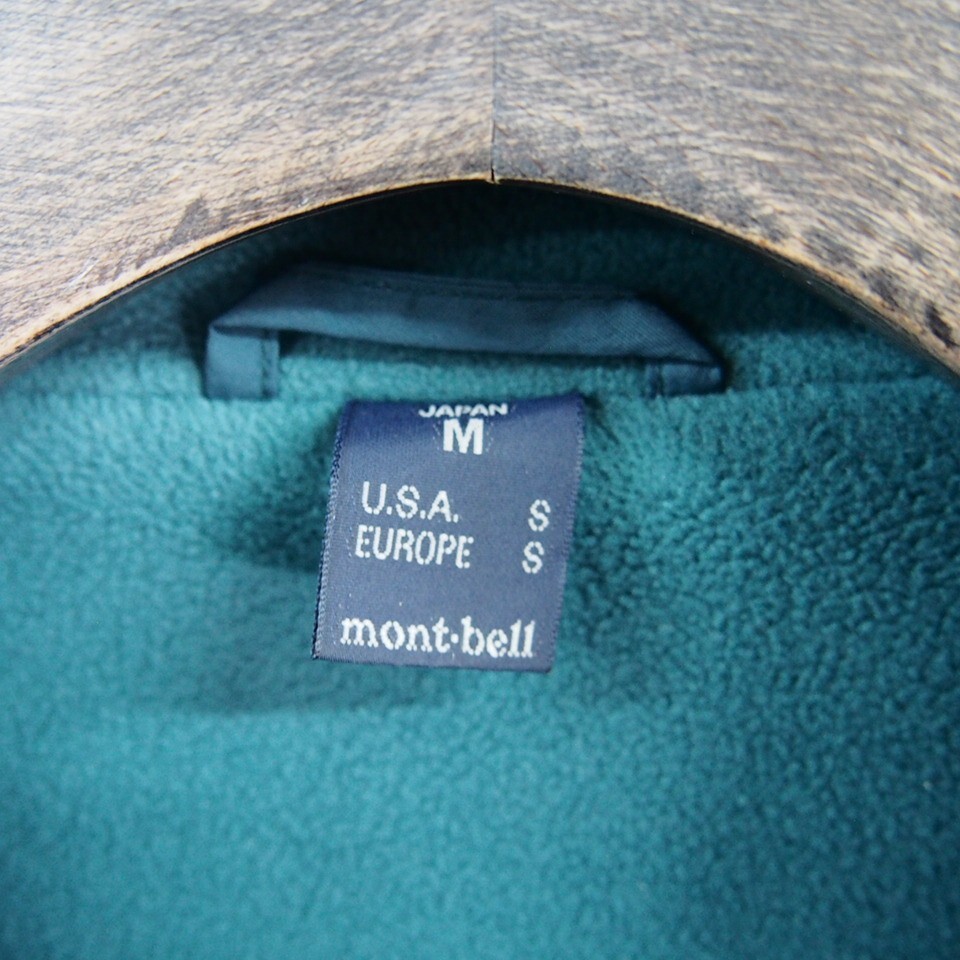 JAPAN
M
U.S.A. S
EUROPE S
mont·bell